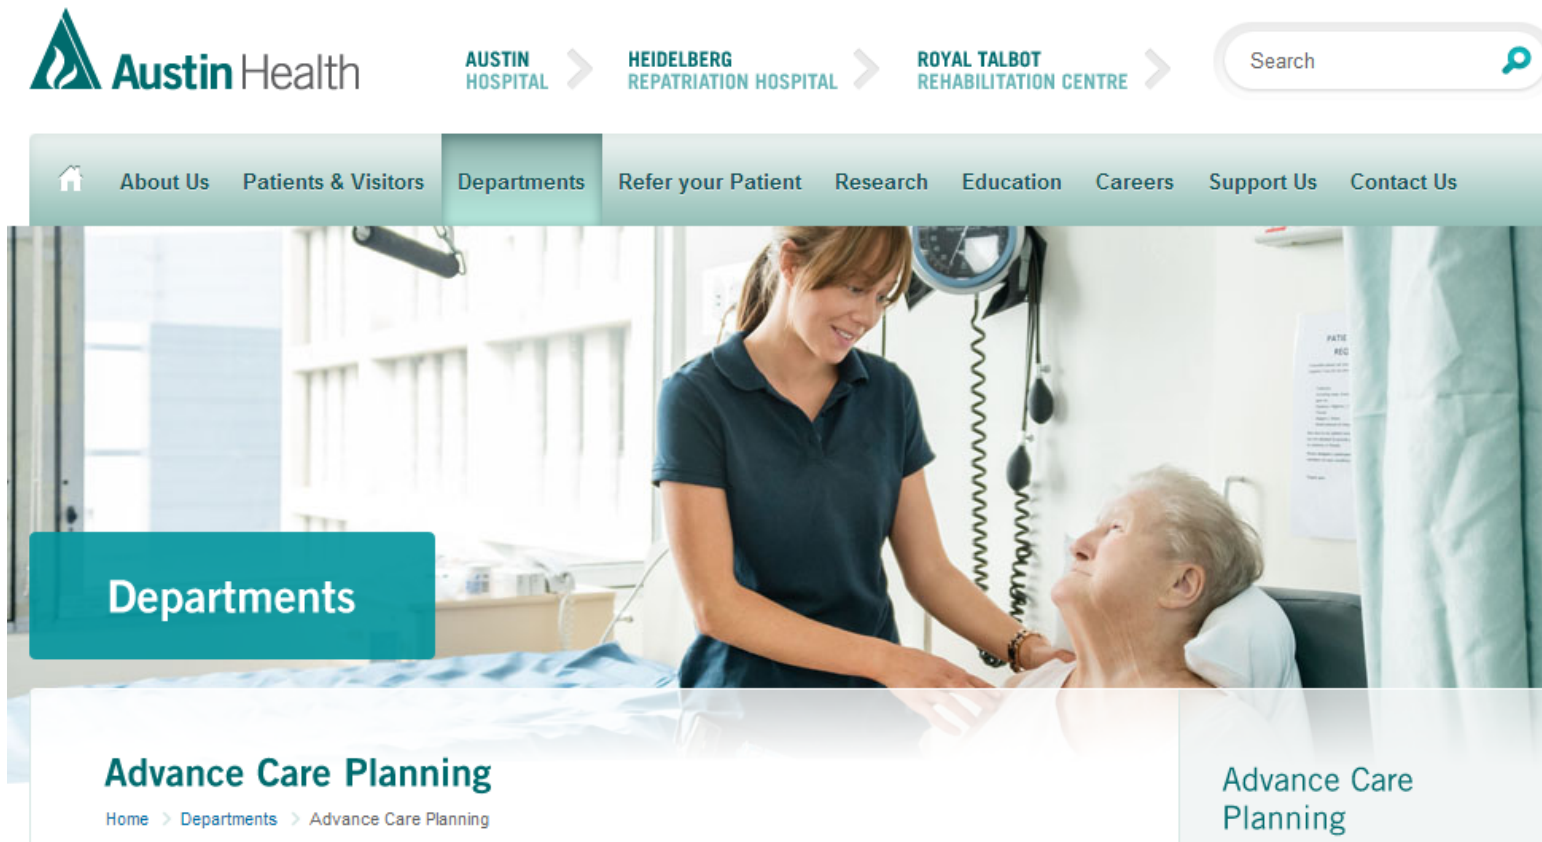 Austin Health
AUSTIN
HOSPITAL
HEIDELBERG
REPATRIATION HOSPITAL
ROYAL TALBOT
REHABILITATION CENTRE
Search
About Us
Patients & Visitors
Departments
Refer your Patient
Research
Education
Careers
Support Us
Contact Us
PATIE
REC
Departments
Advance Care Planning
Home
Departments
Advance Care Planning
Advance Care
Planning